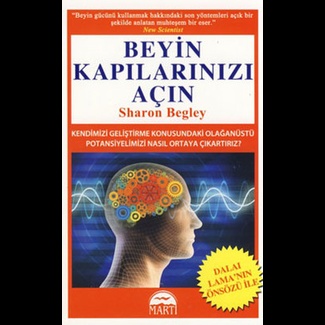 "Beyin gücünü kullanmak hakkındaki son yöntemleri açık bir
şekilde anlatan muhteşem bir eser."
New Scientist
BEYİN
KAPILARINIZI
AÇIN
Sharon Begley
KENDİMİZİ GELİŞTİRME KONUSUNDAKİ OLAĞANÜSTÜ
POTANSİYELİMİZİ NASIL ORTAYA ÇIKARTIRIZ?
DALAI
LAMA'NIN
ÖNSÖZÜ İLE
MARTI